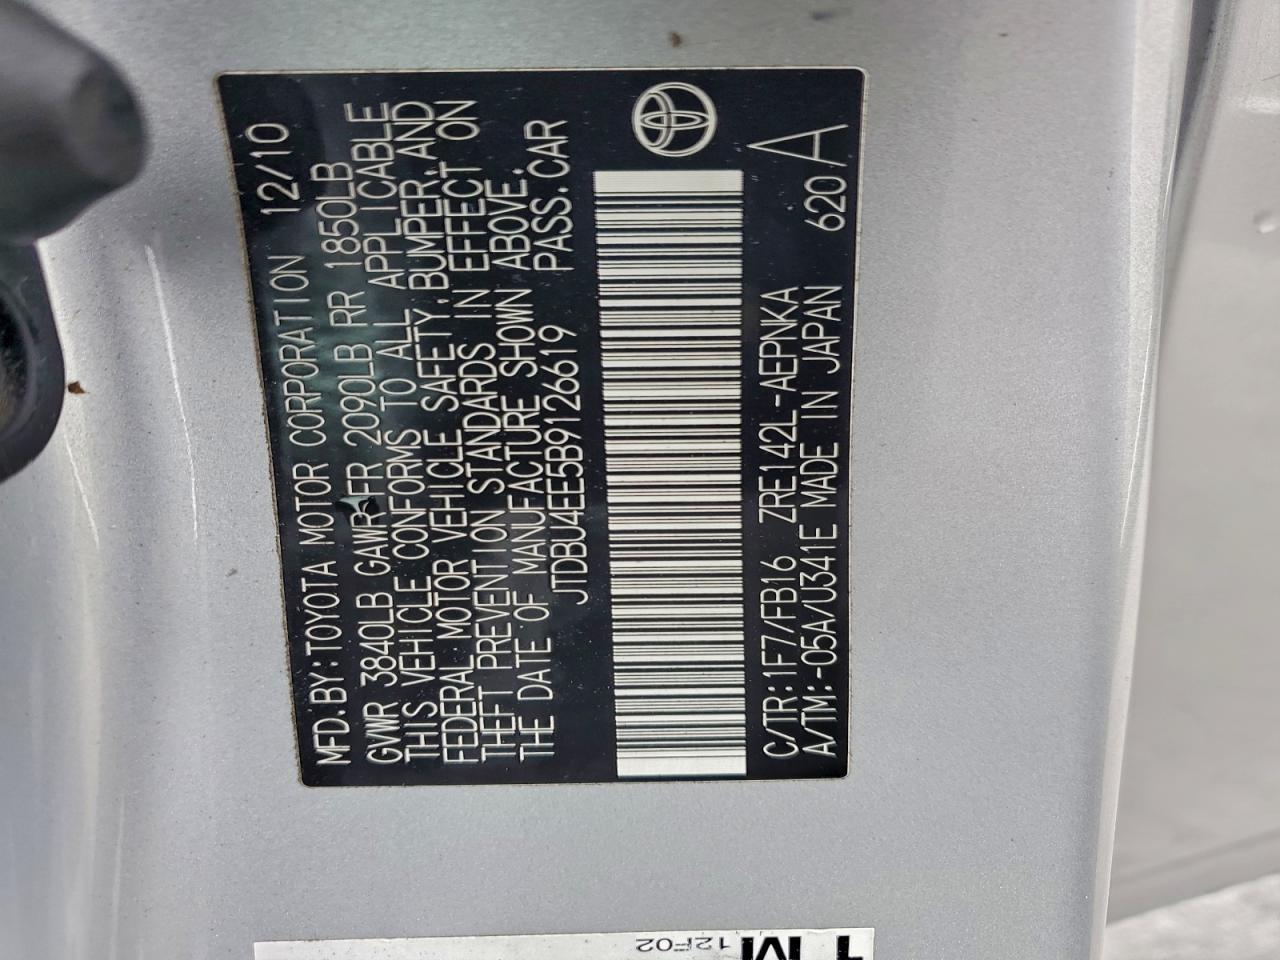 MFD.BY:TOYOTA MOTOR CORPORATION 12/10
GVWR 3840LB GAWR FR 2090LB RR 1850LB
THIS VEHICLE CONFORMS TO ALL APPLICABLE
FEDERAL MOTOR VEHICLE SAFETY,BUMPER,AND
THEFT PREVENTION STANDARDS IN EFFECT ON
THE DATE OF MANUFACTURE SHOWN ABOVE.
JTDBU4EE5B9126619 PASS.CAR
C/TR:1F7/FB16 ZRE142L-AEPNKA
A/TM:-05A/U341E MADE IN JAPAN 620 A
12F02